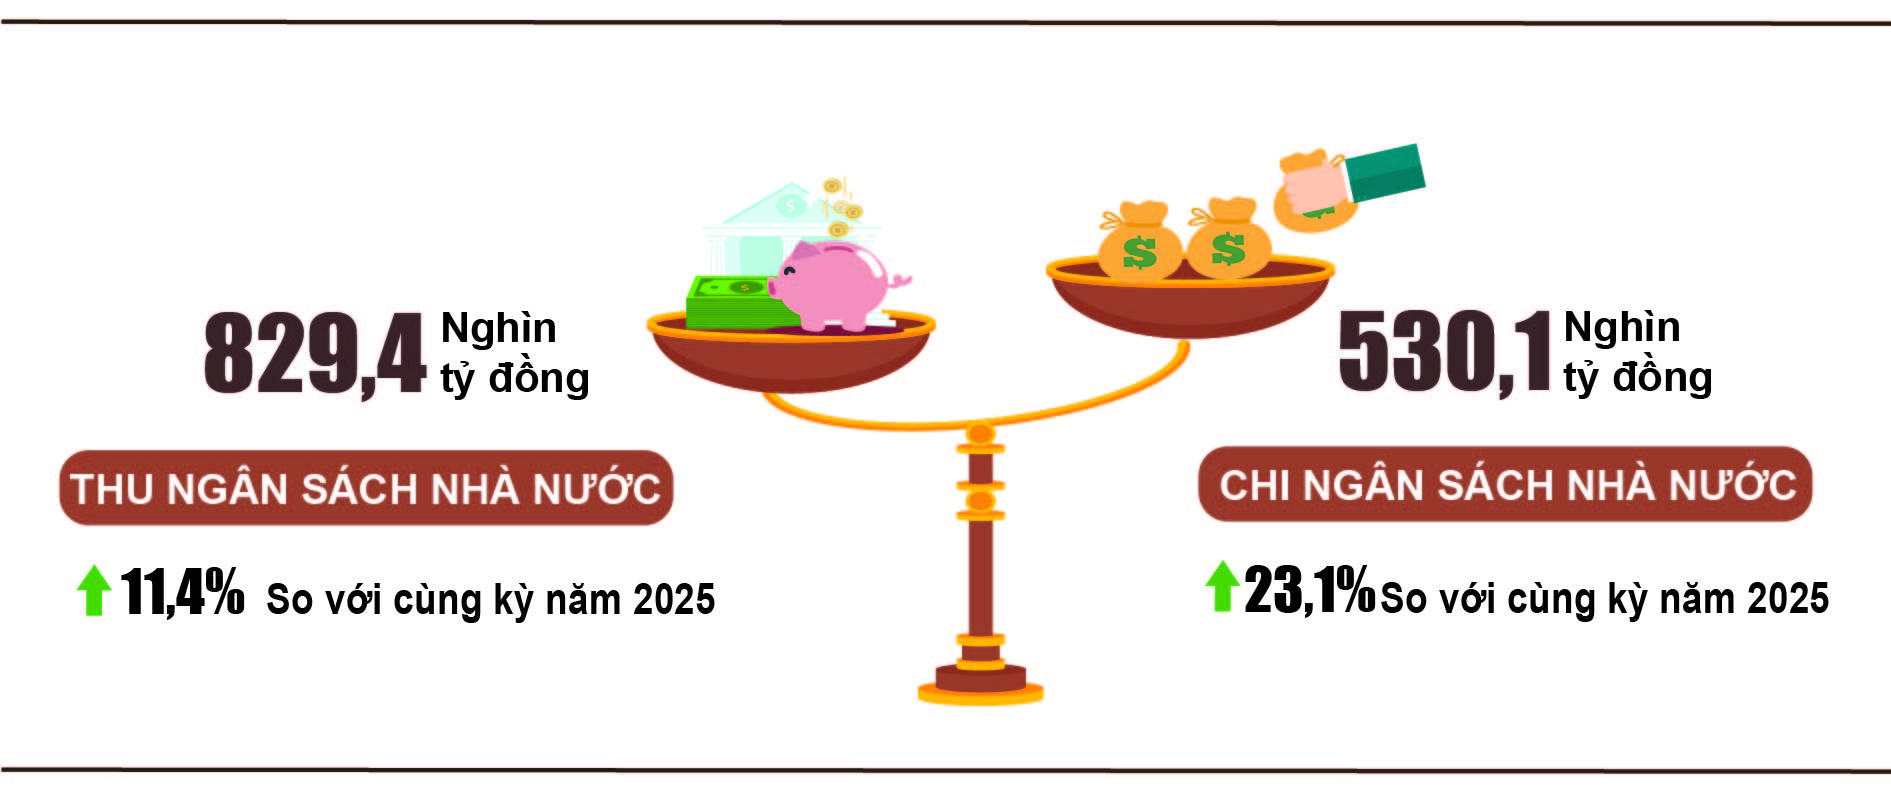 829,4 Nghìn
tỷ đồng
THU NGÂN SÁCH NHÀ NƯỚC
11,4% So với cùng kỳ năm 2025
530,1 Nghìn
tỷ đồng
CHI NGÂN SÁCH NHÀ NƯỚC
23,1% So với cùng kỳ năm 2025
$
$
$
$
$